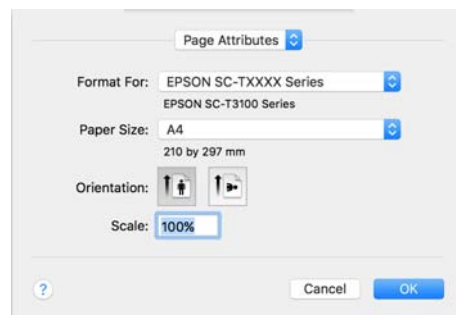 Page Attributes
Format For: EPSON SC-TXXXX Series
EPSON SC-T3100 Series
Paper Size: A4
210 by 297 mm
Orientation:
Scale: 100%
? Cancel OK